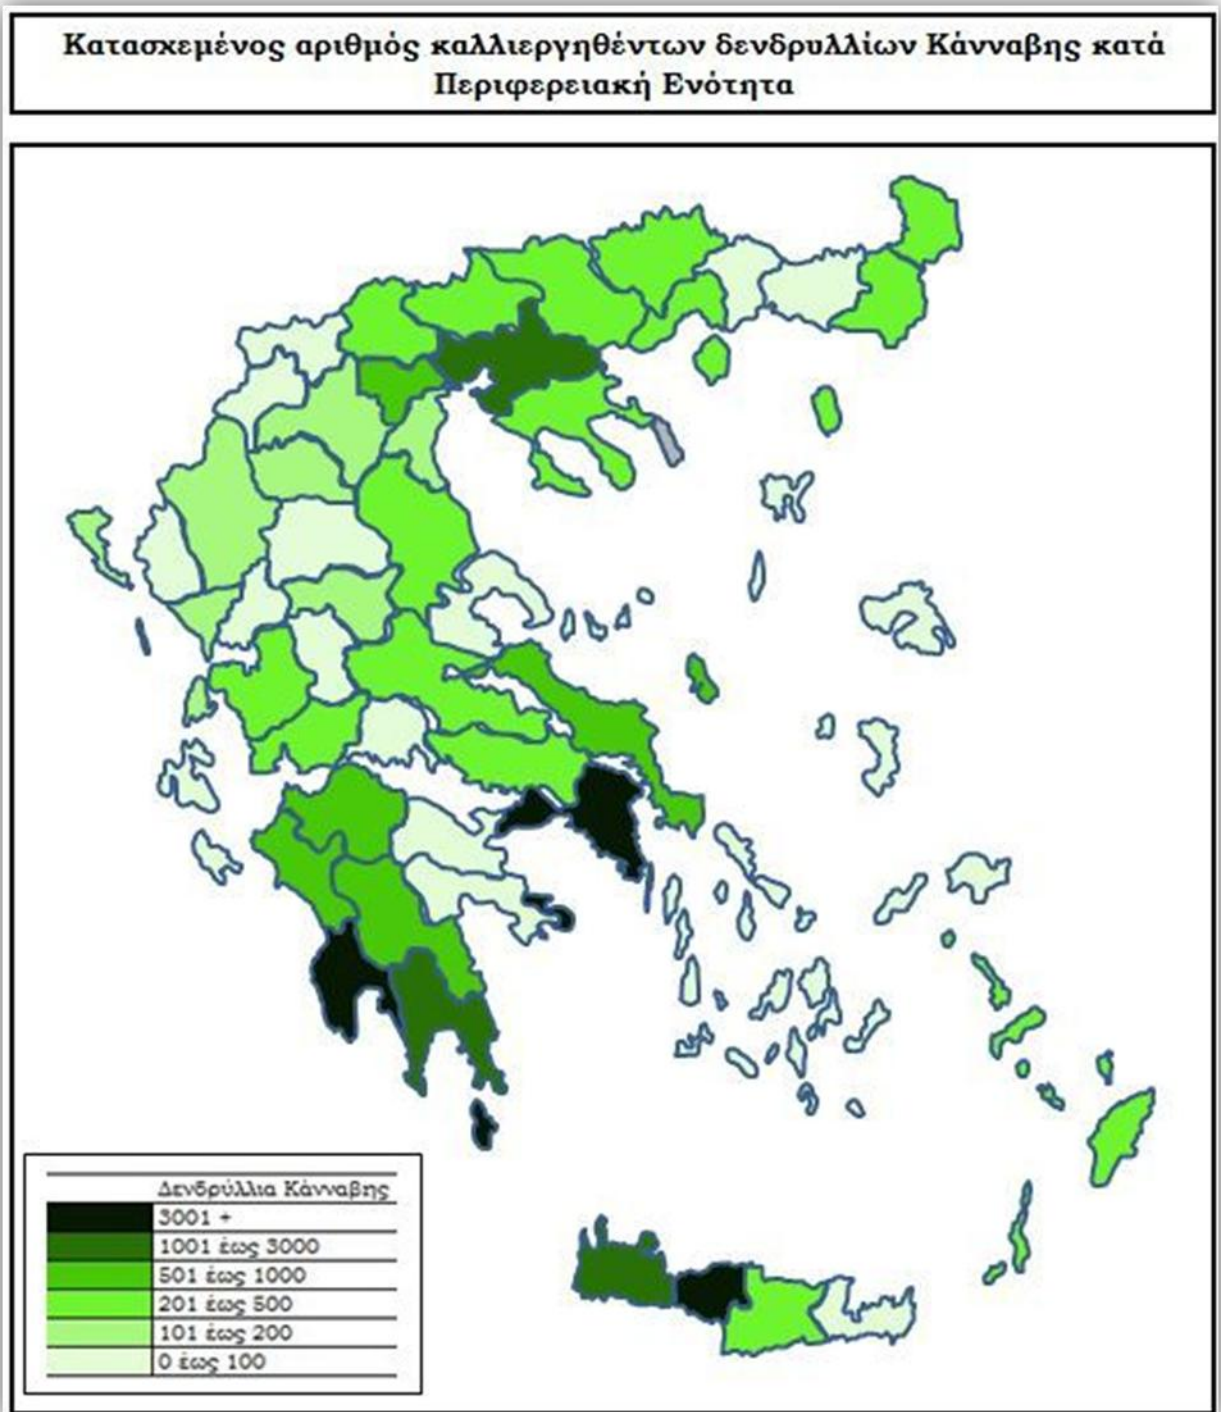 Κατασχεμένος αριθμός καλλιεργηθέντων δενδρυλλίων Κάνναβης κατά
Περιφερειακή Ενότητα
Δενδρύλλια Κάνναβης
3001 +
1001 έως 3000
501 έως 1000
201 έως 500
101 έως 200
0 έως 100